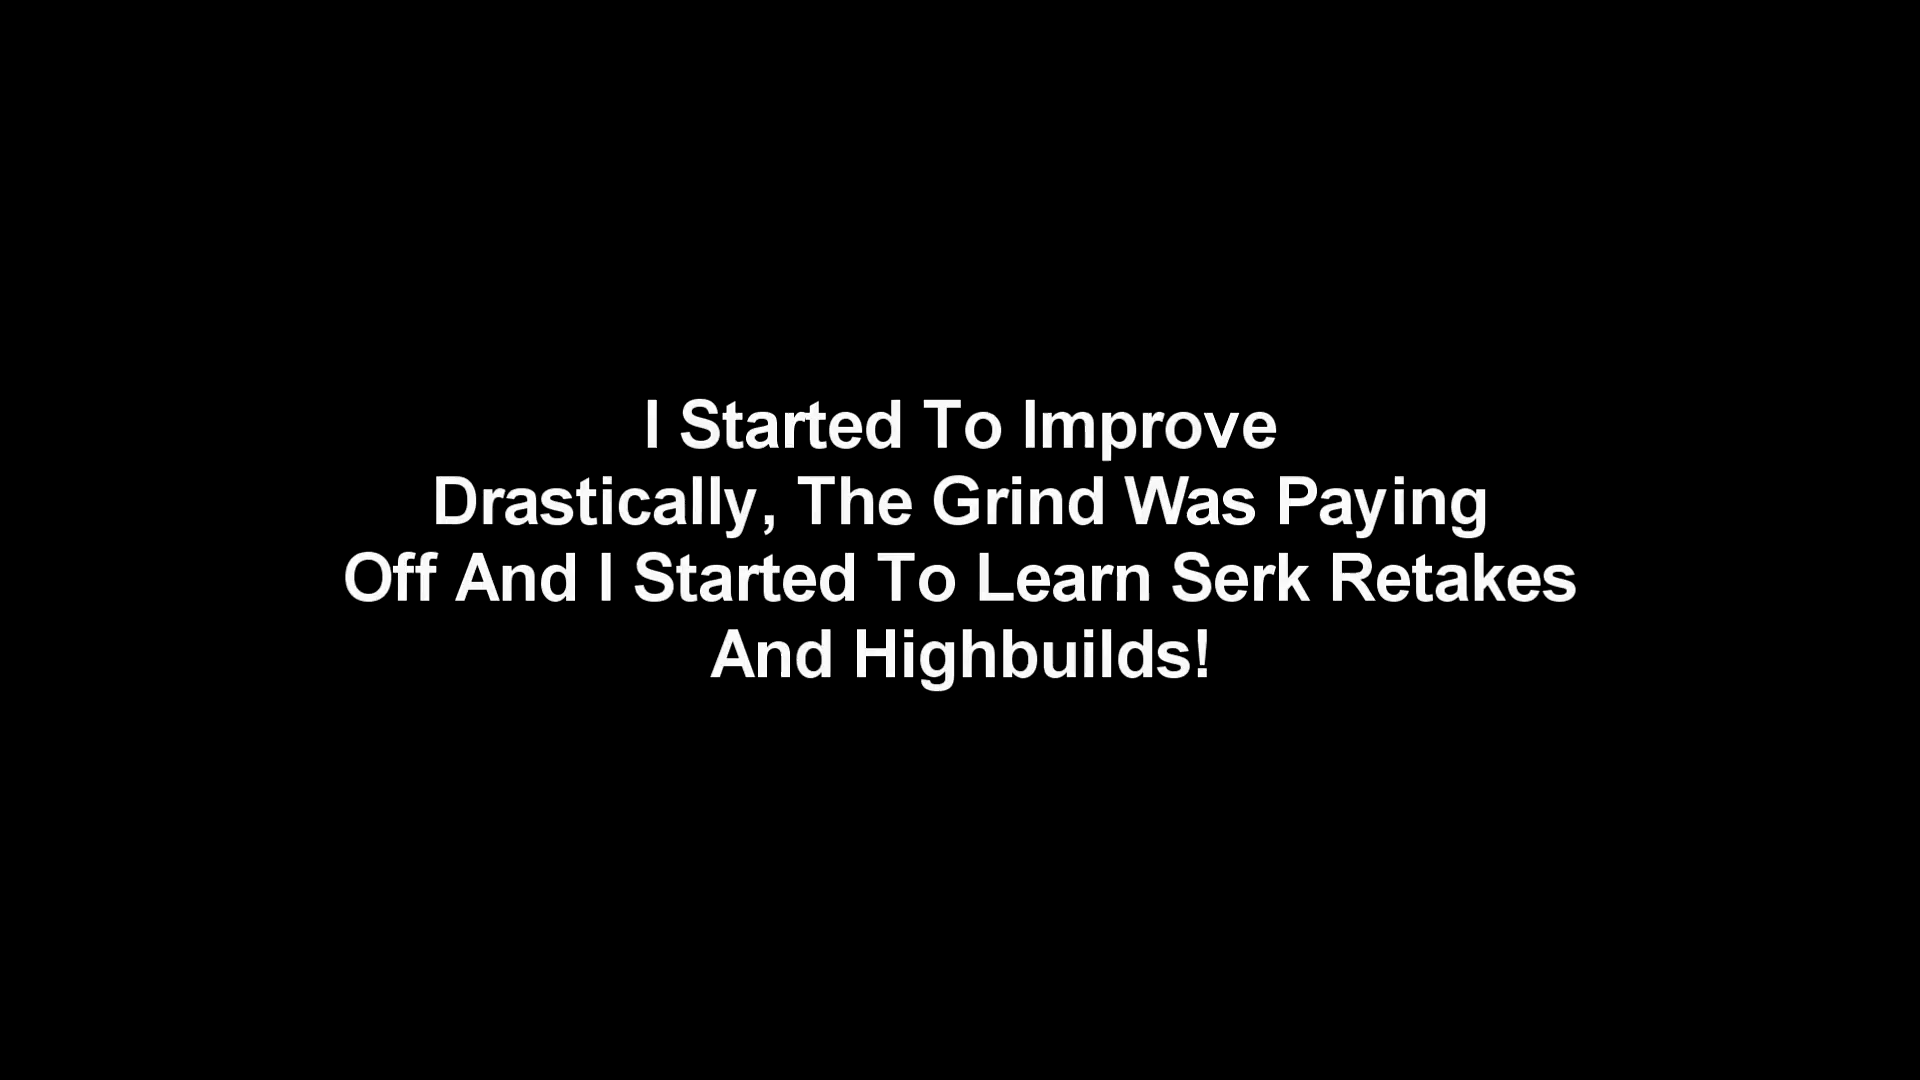 I Started To Improve
Drastically, The Grind Was Paying
Off And I Started To Learn Serk Retakes
And Highbuilds!